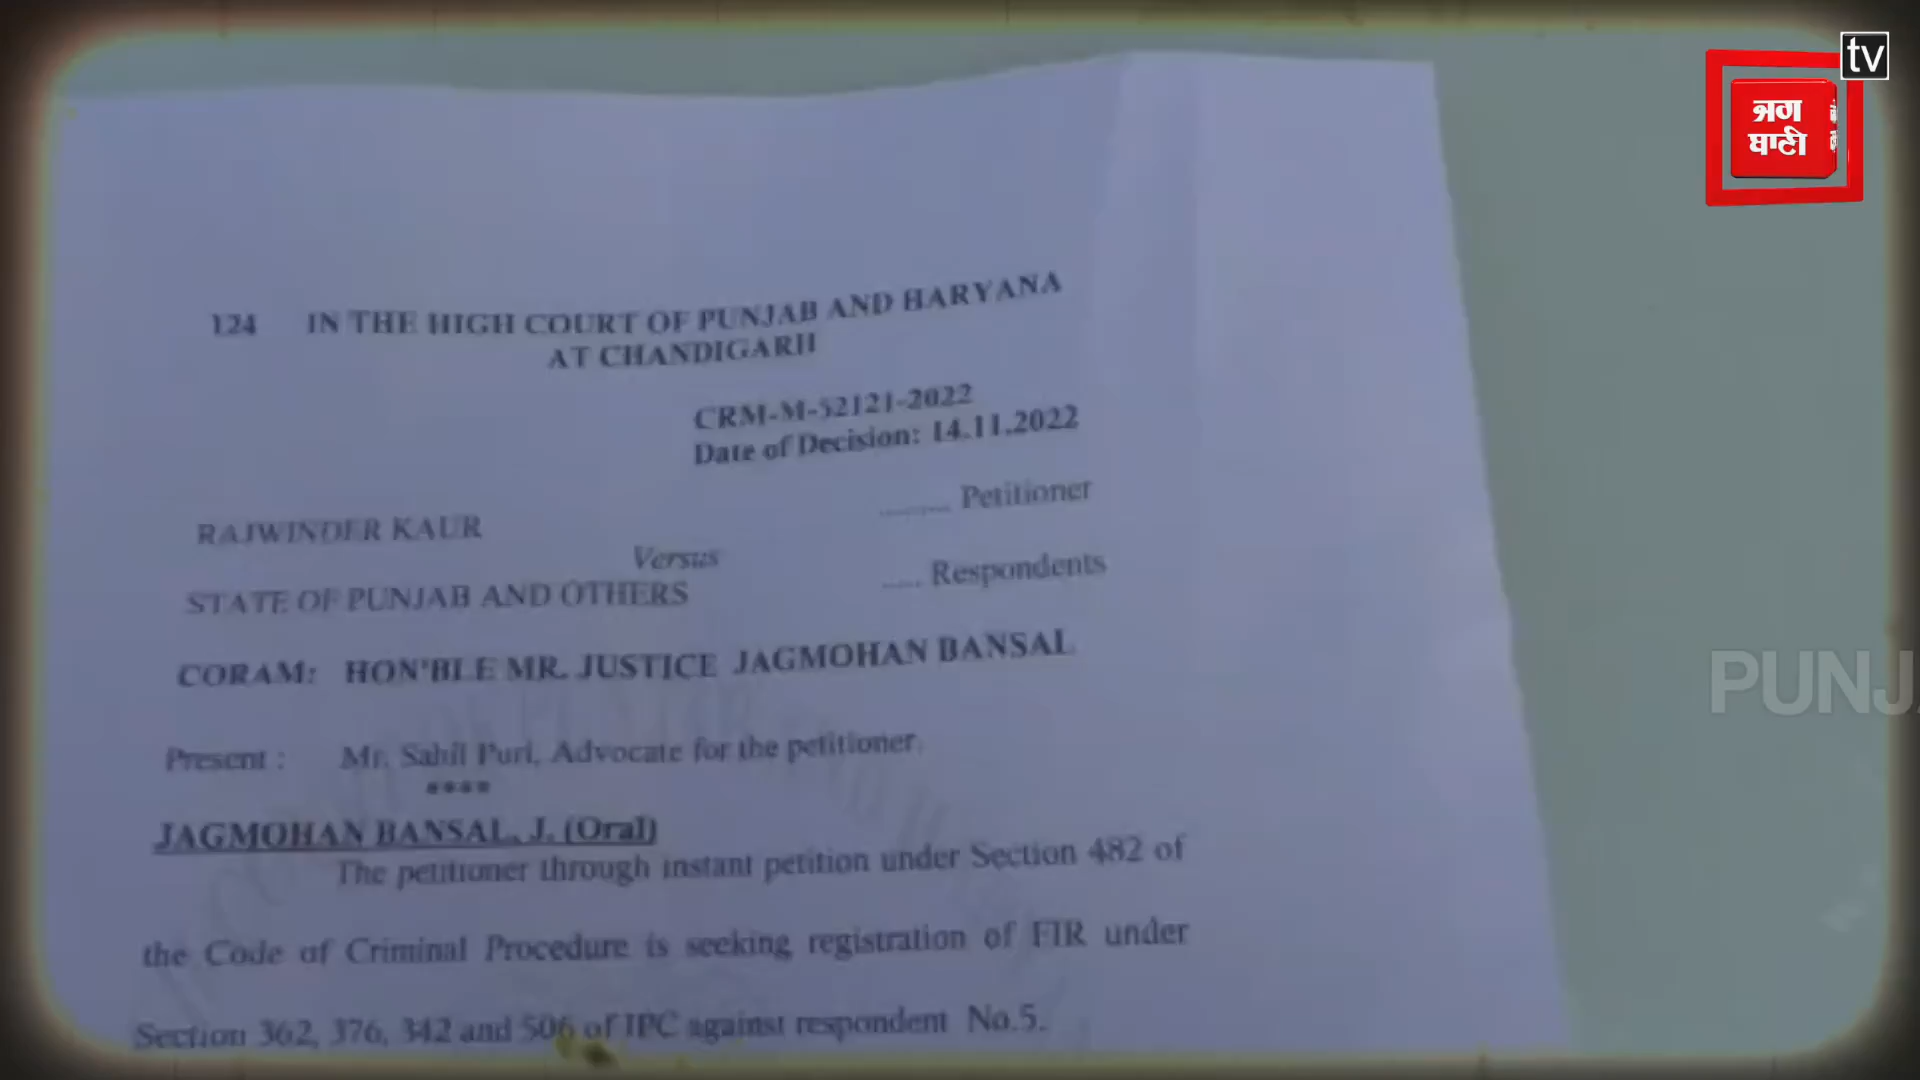 tv
ਜਗ
ਬਾਣੀ
124 IN THE HIGH COURT OF PUNJAB AND HARYANA
AT CHANDIGARH
CRM-M-52121-2022
Date of Decision: 14.11.2022
RAJWINDER KAUR ......... Petitioner
Versus
STATE OF PUNJAB AND OTHERS ..... Respondents
CORAM: HON'BLE MR. JUSTICE JAGMOHAN BANSAL
Present : Mr. Sahil Puri, Advocate for the petitioner.
****
JAGMOHAN BANSAL, J. (Oral)
The petitioner through instant petition under Section 482 of
the Code of Criminal Procedure is seeking registration of FIR under
Section 362, 376, 342 and 506 of IPC against respondent No.5.
PUNJ